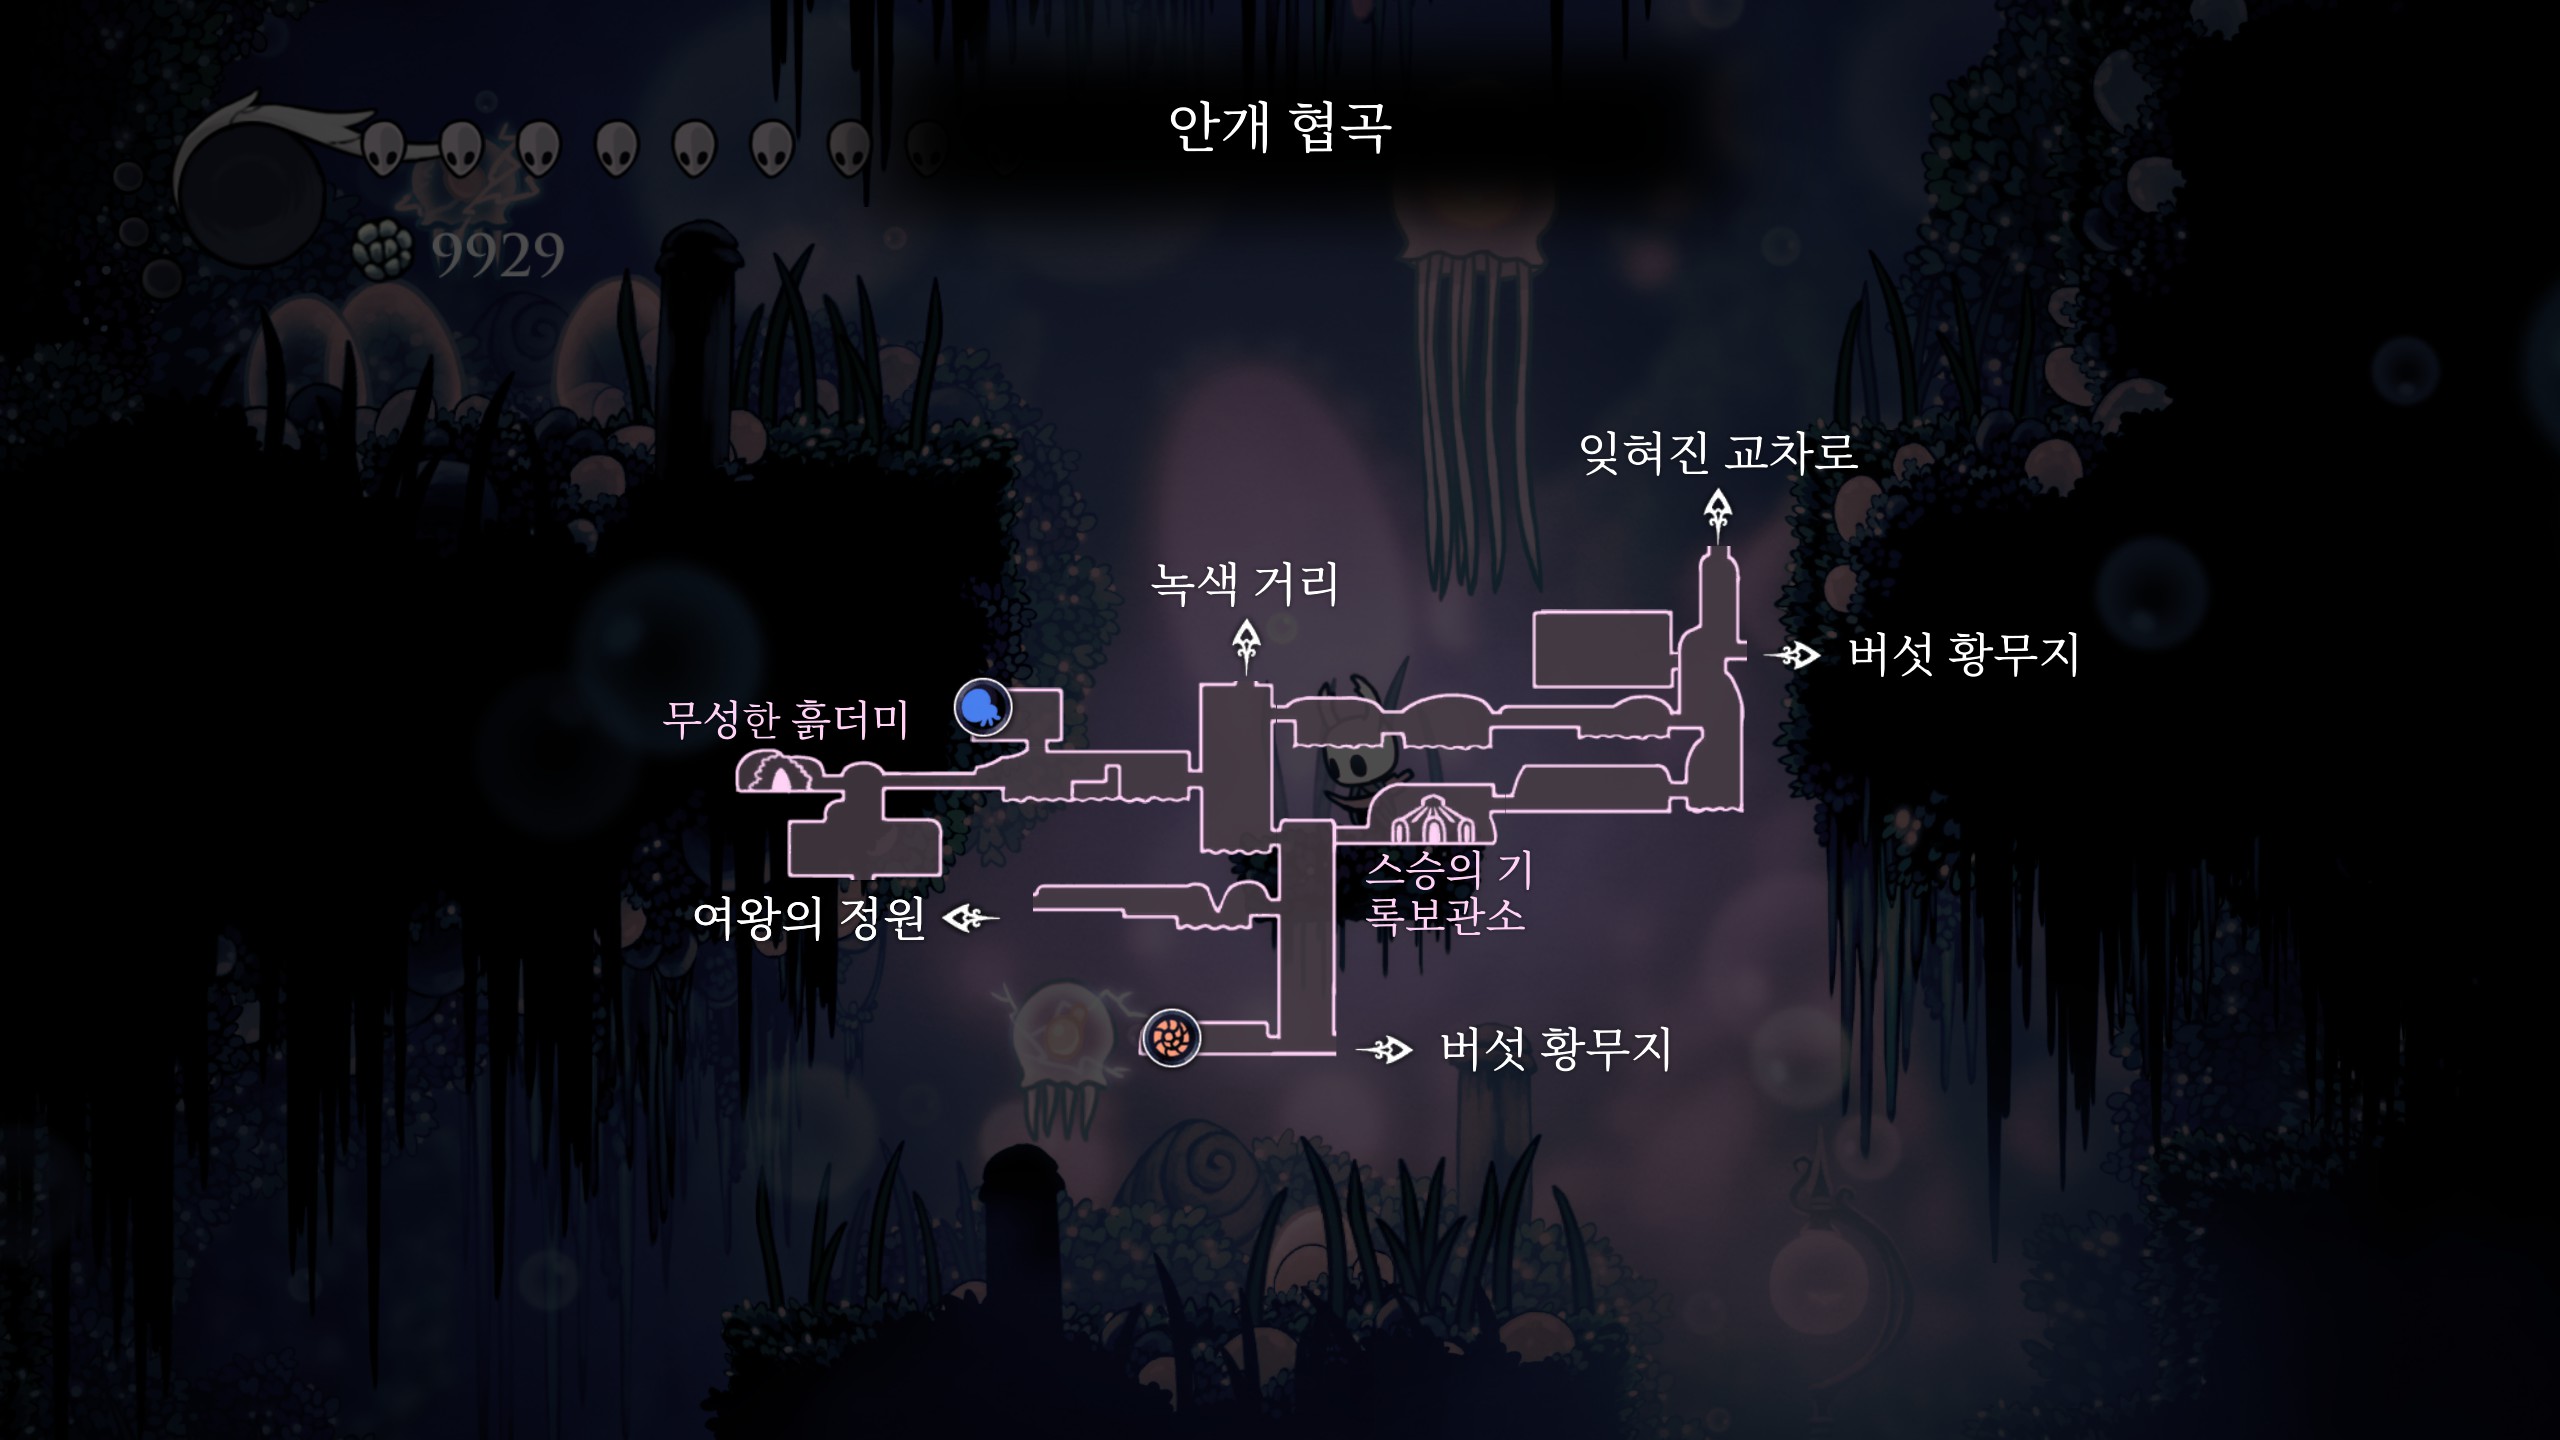 안개 협곡
9929
잊혀진 교차로
녹색 거리
버섯 황무지
무성한 흙더미
스승의 기
록보관소
여왕의 정원
버섯 황무지